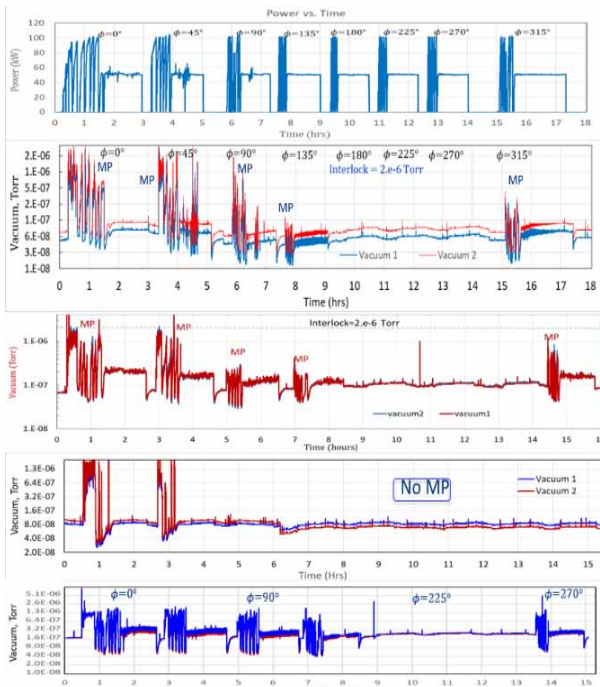 Power vs. Time
120
100
80
60
40
20
0
Power (kW)
ϕ=0° ϕ=45° ϕ=90° ϕ=135° ϕ=180° ϕ=225° ϕ=270° ϕ=315°
0 1 2 3 4 5 6 7 8 9 10 11 12 13 14 15 16 17 18
Time (hrs)
ϕ=0° ϕ=45° ϕ=90° ϕ=135° ϕ=180° ϕ=225° ϕ=270° ϕ=315°
Interlock = 2.e-6 Torr
MP MP MP MP MP
2.E-06
1.E-06
5.E-07
2.E-07
1.E-07
6.E-08
3.E-08
1.E-08
Vacuum, Torr
Vacuum 1 Vacuum 2
0 1 2 3 4 5 6 7 8 9 10 11 12 13 14 15 16 17 18
Time (hrs)
Interlock=2.e-6 Torr
MP MP MP MP MP
1.E-06
1.E-07
1.E-08
Vacuum (Torr)
vacuum2 vacuum1
0 1 2 3 4 5 6 7 8 9 10 11 12 13 14 15 16
Time (hours)
1.3E-06
6.4E-07
3.2E-07
1.6E-07
8.0E-08
4.0E-08
2.0E-08
Vacuum, Torr
No MP
Vacuum 1
Vacuum 2
0 1 2 3 4 5 6 7 8 9 10 11 12 13 14 15
Time (Hrs)
5.1E-06
2.6E-06
1.3E-06
6.4E-07
3.2E-07
1.6E-07
8.0E-08
4.0E-08
2.0E-08
1.0E-08
Vacuum, Torr
ϕ=0° ϕ=90° ϕ=225° ϕ=270°
0 1 2 3 4 5 6 7 8 9 10 11 12 13 14 15